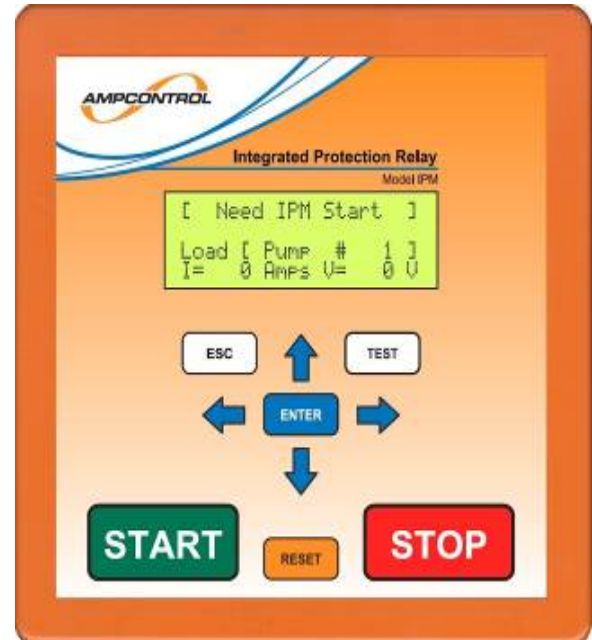 AMPCONTROL
Integrated Protection Relay
Model IPM
[ Need IPM Start ]
Load [ Pump # 1 ]
I= 0 Amps V= 0 V
ESC
TEST
ENTER
START
RESET
STOP